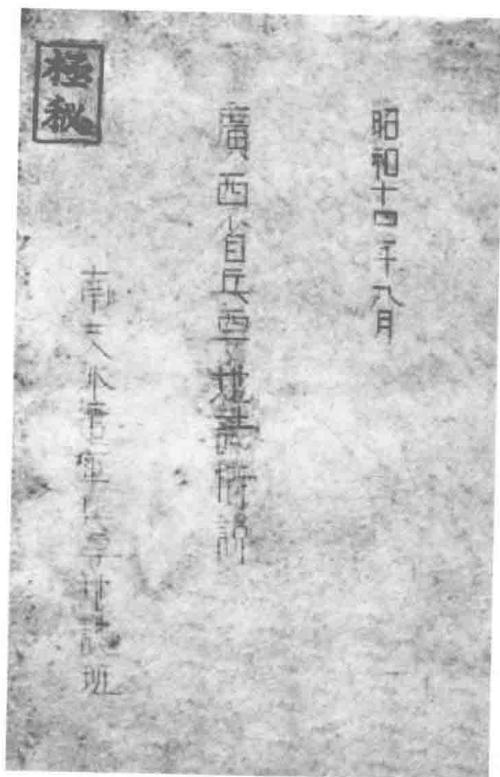 昭和十四年八月
廣西省兵要地誌概説
南支派遣軍兵要地誌班
極秘